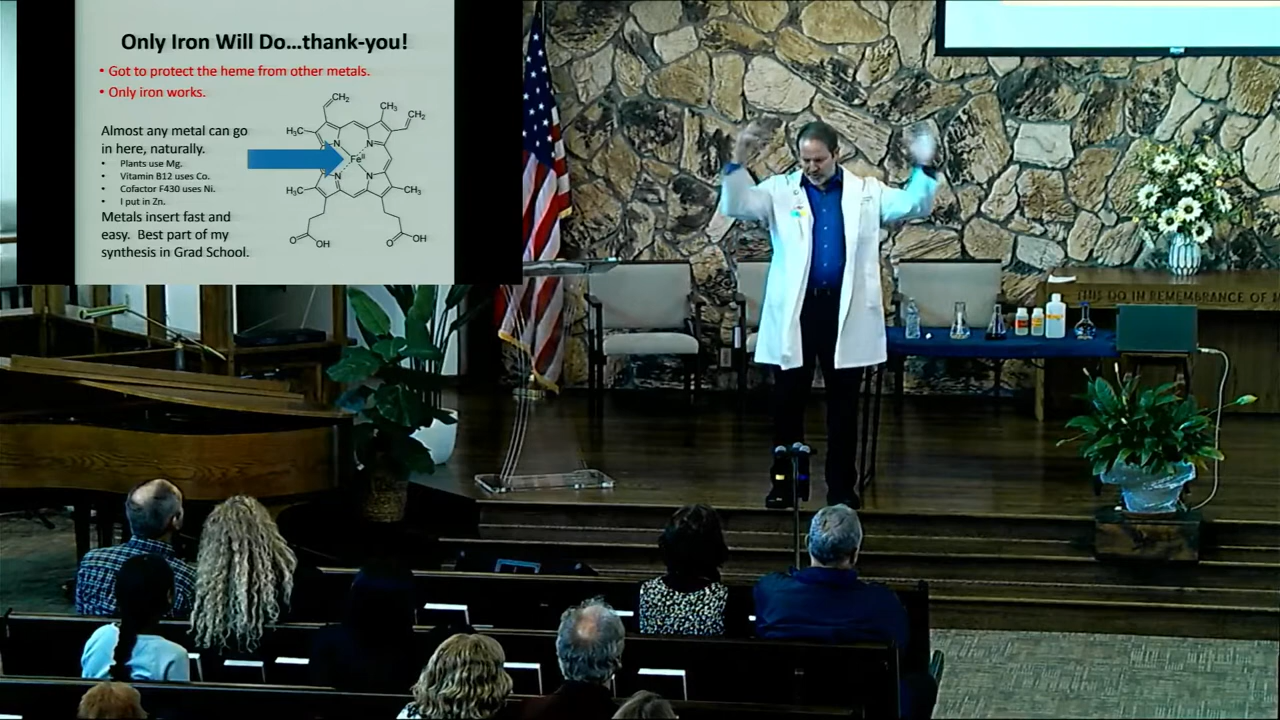 Only Iron Will Do...thank-you!
• Got to protect the heme from other metals.
• Only iron works.
Almost any metal can go
in here, naturally.
• Plants use Mg.
• Vitamin B12 uses Co.
• Cofactor F430 uses Ni.
• I put in Zn.
Metals insert fast and
easy. Best part of my
synthesis in Grad School.
CH2
CH3
CH2
H3C
N
N
FeII
N
N
H3C
CH3
O
OH
O
OH
THIS DO IN REMEMBRANCE OF